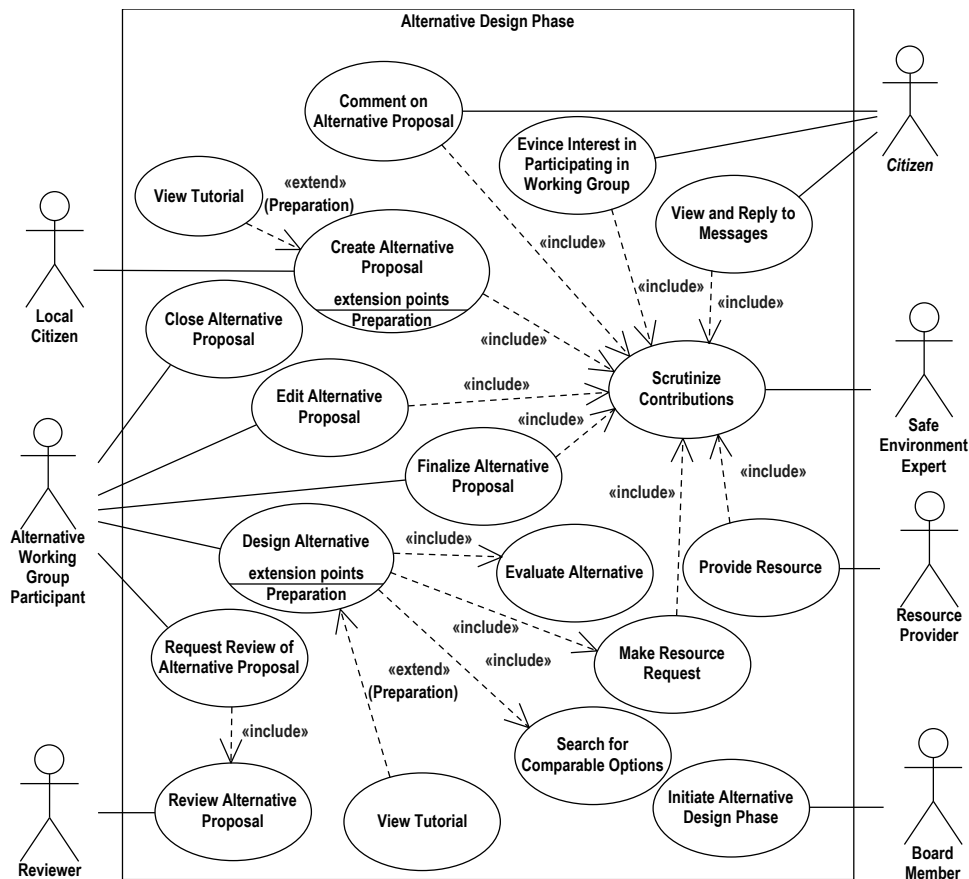 Alternative Design Phase
Comment on
Alternative Proposal
Evince Interest in
Participating in
Working Group
Citizen
View Tutorial
«extend»
(Preparation)
View and Reply to
Messages
Create Alternative
Proposal
extension points
Preparation
«include»
«include»
«include»
«include»
Local
Citizen
Close Alternative
Proposal
Edit Alternative
Proposal
«include»
Scrutinize
Contributions
«include»
Safe
Environment
Expert
Finalize Alternative
Proposal
«include»
«include»
Alternative
Working
Group
Participant
Design Alternative
extension points
Preparation
«include»
Evaluate Alternative
Provide Resource
Resource
Provider
Request Review of
Alternative Proposal
«include»
«include»
Make Resource
Request
«extend»
(Preparation)
«include»
Search for
Comparable Options
Review Alternative
Proposal
View Tutorial
Initiate Alternative
Design Phase
Reviewer
Board
Member